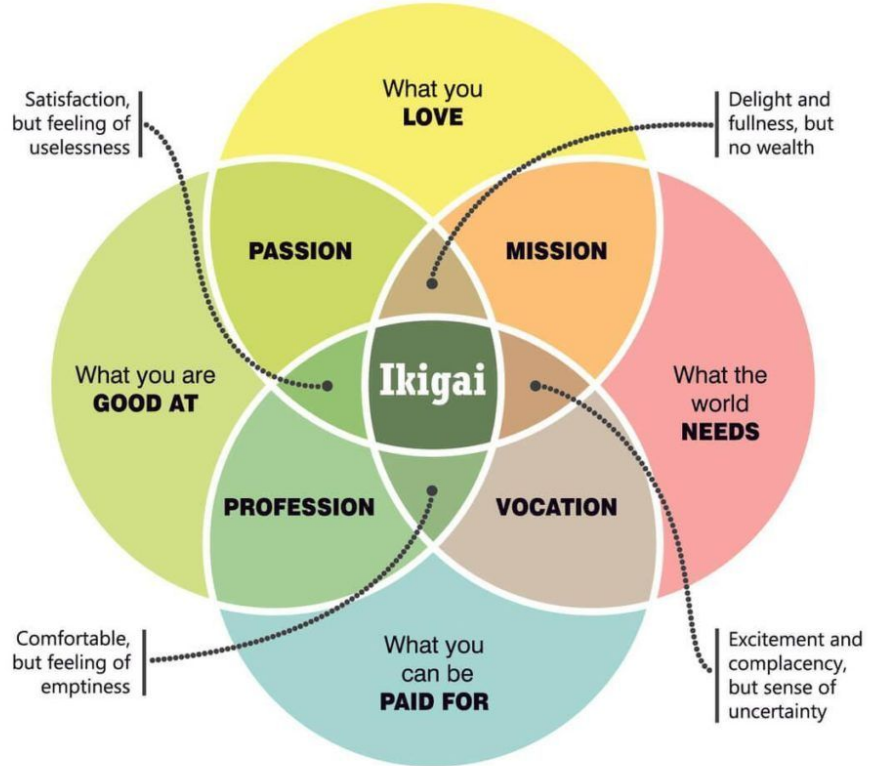 What you
LOVE
Satisfaction,
but feeling of
uselessness
Delight and
fullness, but
no wealth
PASSION
MISSION
What you are
GOOD AT
Ikigai
What the
world
NEEDS
PROFESSION
VOCATION
Comfortable,
but feeling of
emptiness
What you
can be
PAID FOR
Excitement and
complacency,
but sense of
uncertainty